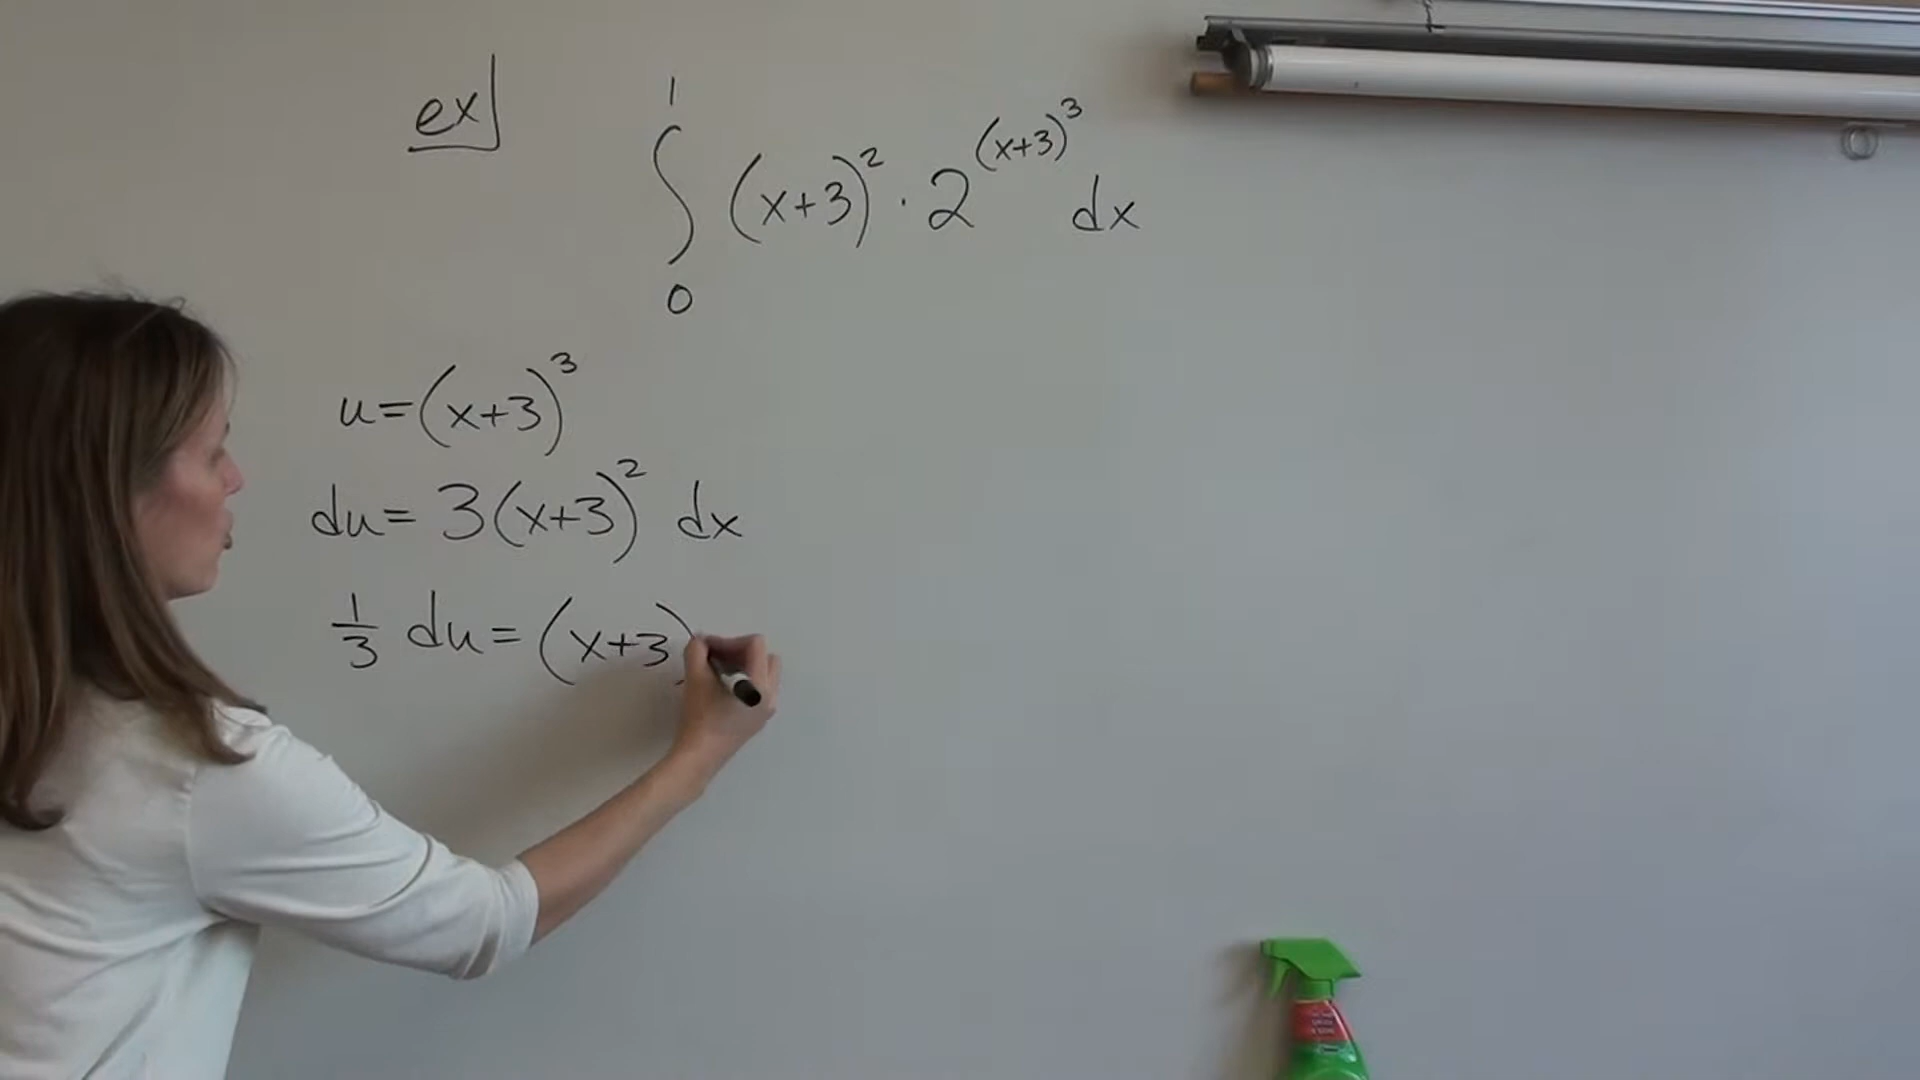 ex
∫₀¹ (x+3)² · 2^(x+3)³ dx
u=(x+3)³
du= 3(x+3)² dx
1/3 du= (x+3)